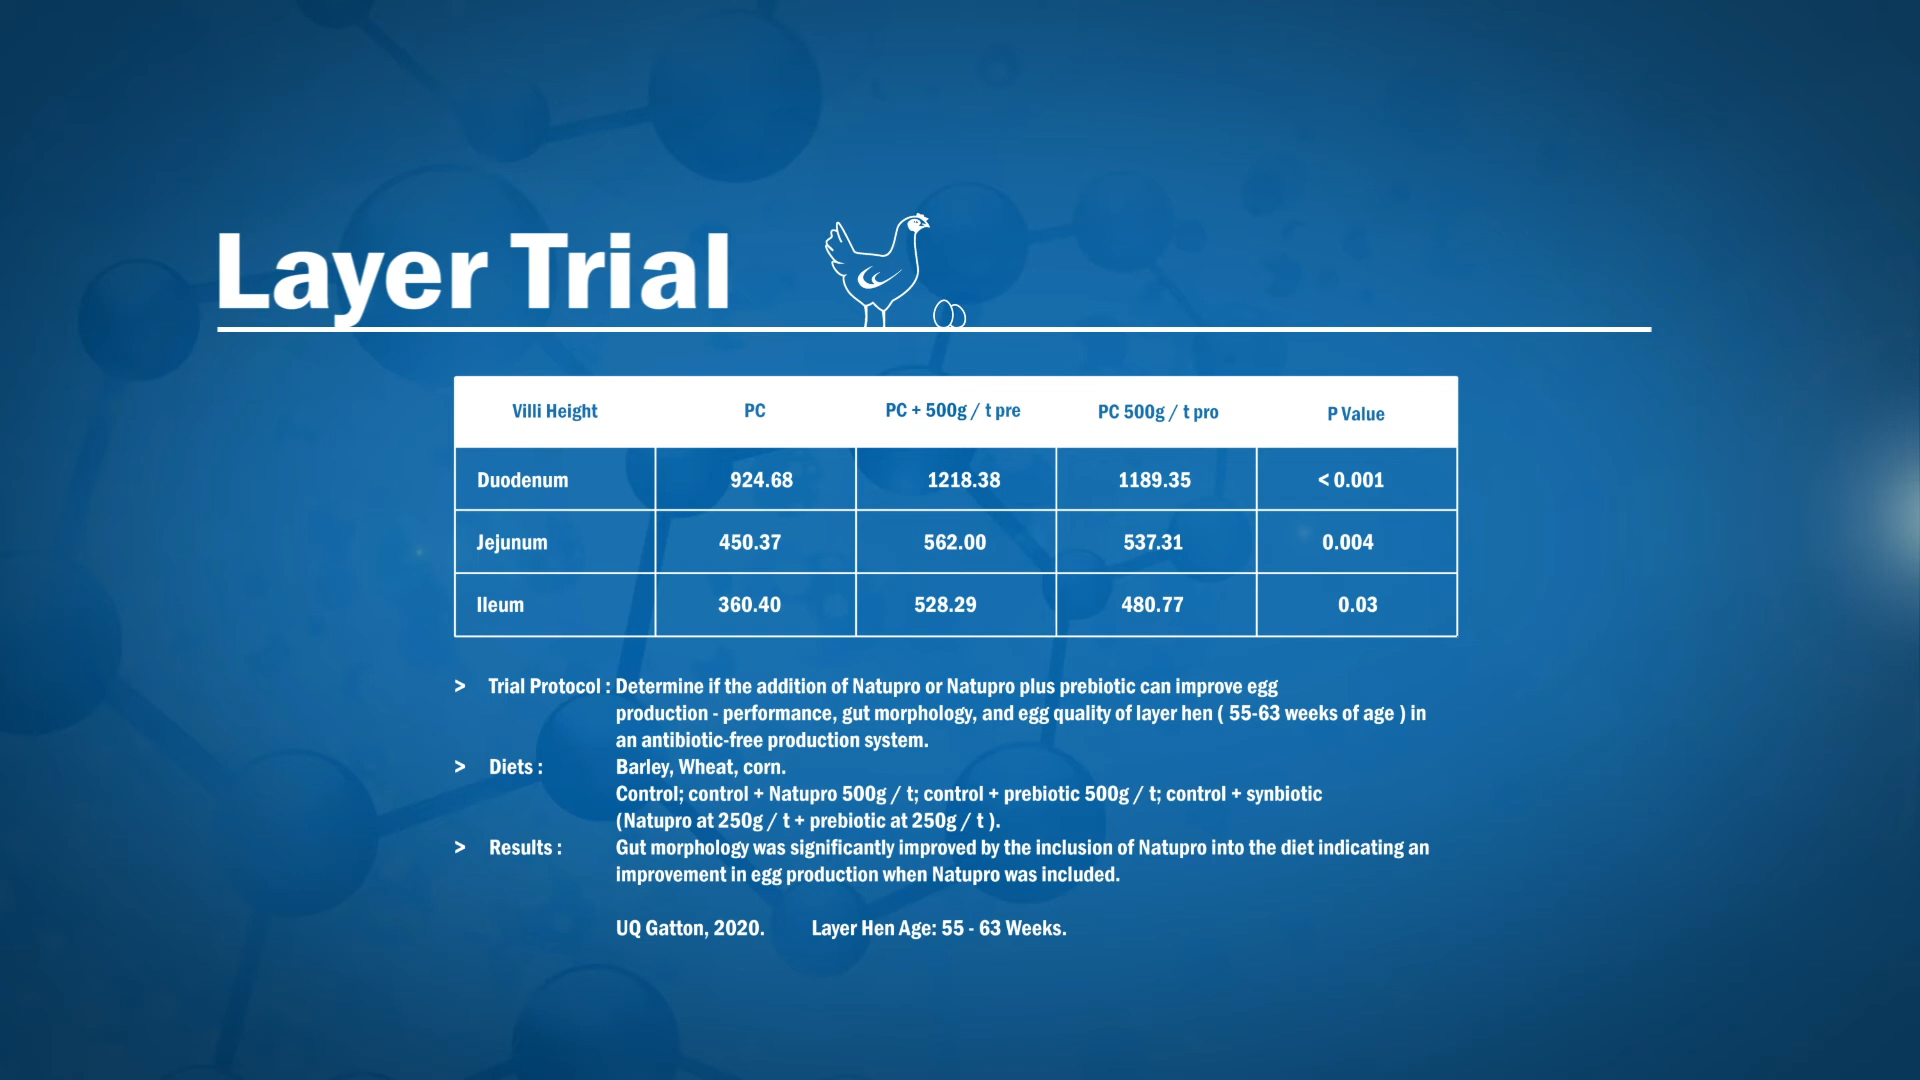 Layer Trial
Villi Height PC PC + 500g / t pre PC 500g / t pro P Value
Duodenum 924.68 1218.38 1189.35 < 0.001
Jejunum 450.37 562.00 537.31 0.004
Ileum 360.40 528.29 480.77 0.03
> Trial Protocol : Determine if the addition of Natupro or Natupro plus prebiotic can improve egg
production - performance, gut morphology, and egg quality of layer hen ( 55-63 weeks of age ) in
an antibiotic-free production system.
> Diets : Barley, Wheat, corn.
Control; control + Natupro 500g / t; control + prebiotic 500g / t; control + synbiotic
(Natupro at 250g / t + prebiotic at 250g / t ).
> Results : Gut morphology was significantly improved by the inclusion of Natupro into the diet indicating an
improvement in egg production when Natupro was included.
UQ Gatton, 2020. Layer Hen Age: 55 - 63 Weeks.